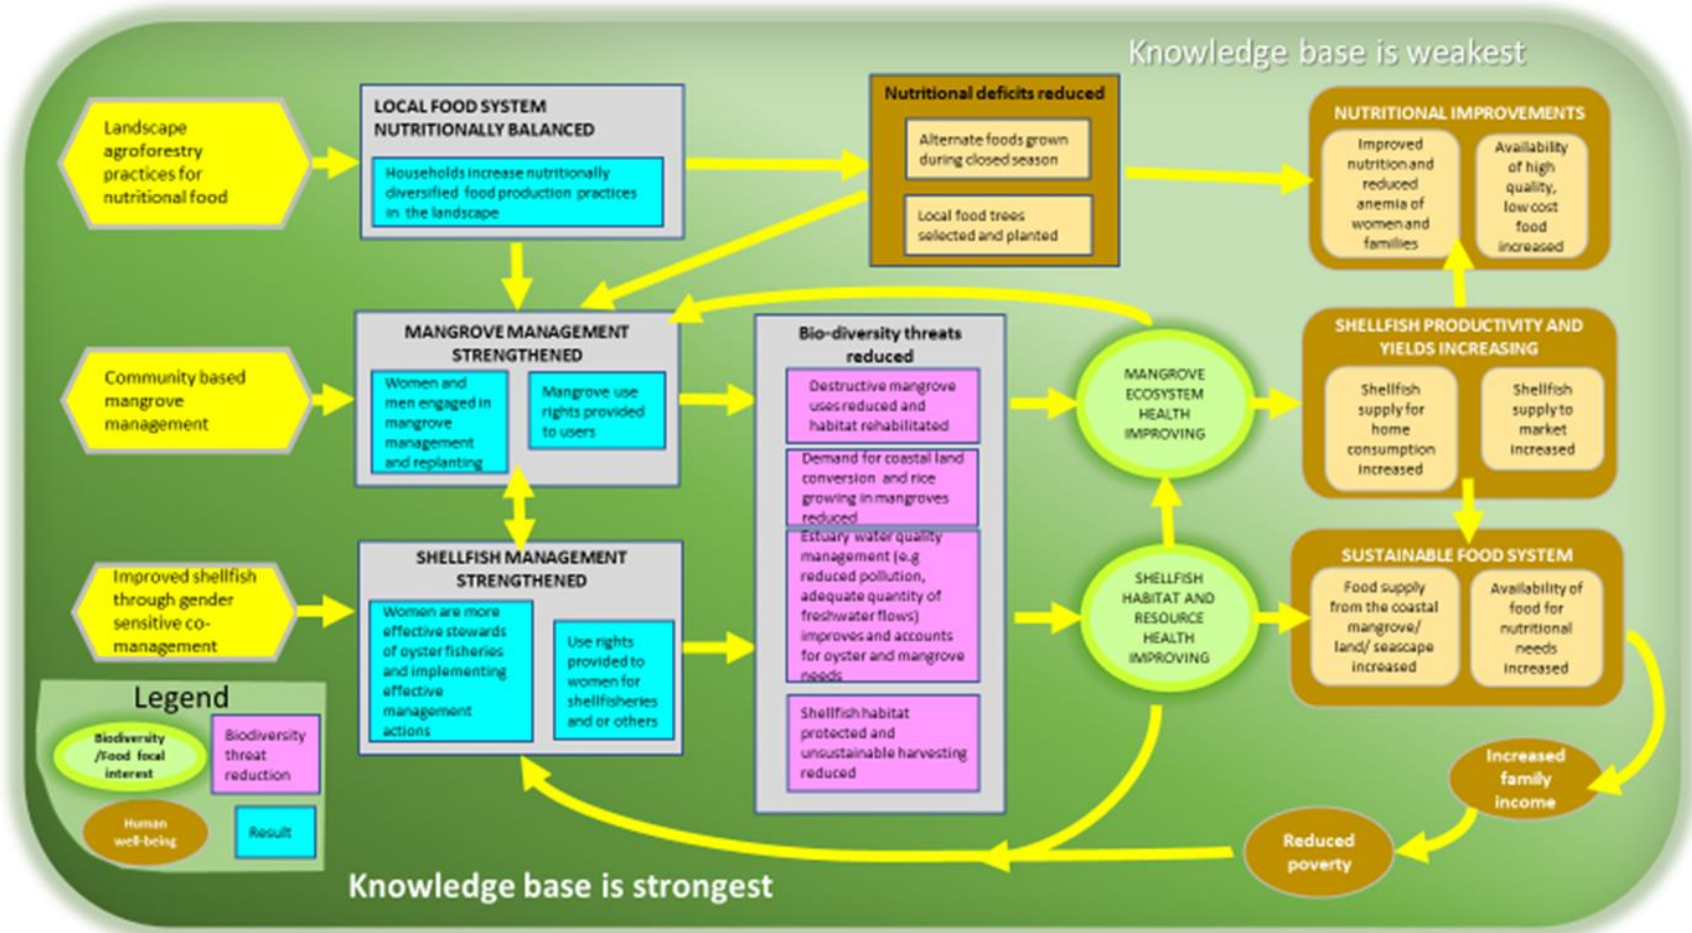 Knowledge base is weakest
Landscape
agroforestry
practices for
nutritional food
LOCAL FOOD SYSTEM
NUTRITIONALLY BALANCED
Households increase nutritionally
diversified food production practices
in the landscape
Nutritional deficits reduced
Alternate foods grown
during closed season
Local food trees
selected and planted
NUTRITIONAL IMPROVEMENTS
Improved
nutrition and
reduced
anemia of
women and
families
Availability
of high
quality,
low cost
food
increased
Community based
mangrove
management
MANGROVE MANAGEMENT
STRENGTHENED
Women and
men engaged in
mangrove
management
and replanting
Mangrove use
rights provided
to users
Bio-diversity threats
reduced
Destructive mangrove
uses reduced and
habitat rehabilitated
Demand for coastal land
conversion and rice
growing in mangroves
reduced
Estuary water quality
management (e.g
reduced pollution,
adequate quantity of
freshwater flows)
improves and accounts
for oyster and mangrove
needs
Shellfish habitat
protected and
unsustainable harvesting
reduced
MANGROVE
ECOSYSTEM
HEALTH
IMPROVING
SHELLFISH PRODUCTIVITY AND
YIELDS INCREASING
Shellfish
supply for
home
consumption
increased
Shellfish
supply to
market
increased
Improved shellfish
through gender
sensitive co-
management
SHELLFISH MANAGEMENT
STRENGTHENED
Women are more
effective stewards
of oyster fisheries
and implementing
effective
management
actions
Use rights
provided to
women for
shellfisheries
and or others
SHELLFISH
HABITAT AND
RESOURCE
HEALTH
IMPROVING
SUSTAINABLE FOOD SYSTEM
Food supply
from the coastal
mangrove/
land/ seascape
increased
Availability of
food for
nutritional
needs
increased
Increased
family
income
Reduced
poverty
Legend
Biodiversity
/Food focal
interest
Biodiversity
threat
reduction
Human
well-being
Result
Knowledge base is strongest